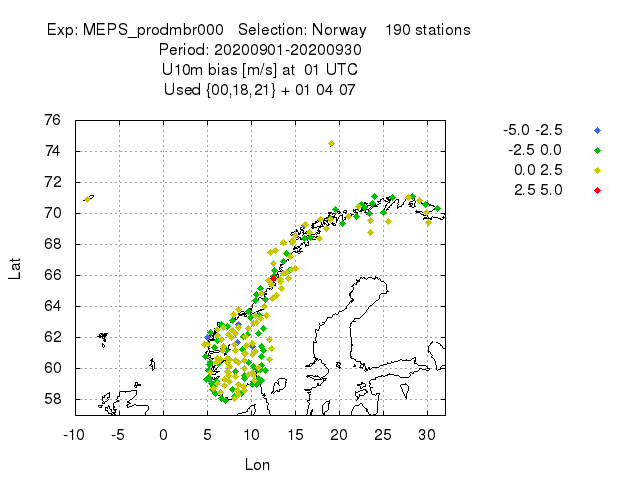 Exp: MEPS_prodmbr000   Selection: Norway    190 stations
Period: 20200901-20200930
U10m bias [m/s] at  01 UTC
Used {00,18,21} + 01 04 07
76
74
72
70
68
66
64
62
60
58
-10 -5 0 5 10 15 20 25 30
Lat
Lon
-5.0 -2.5
-2.5 0.0
0.0 2.5
2.5 5.0